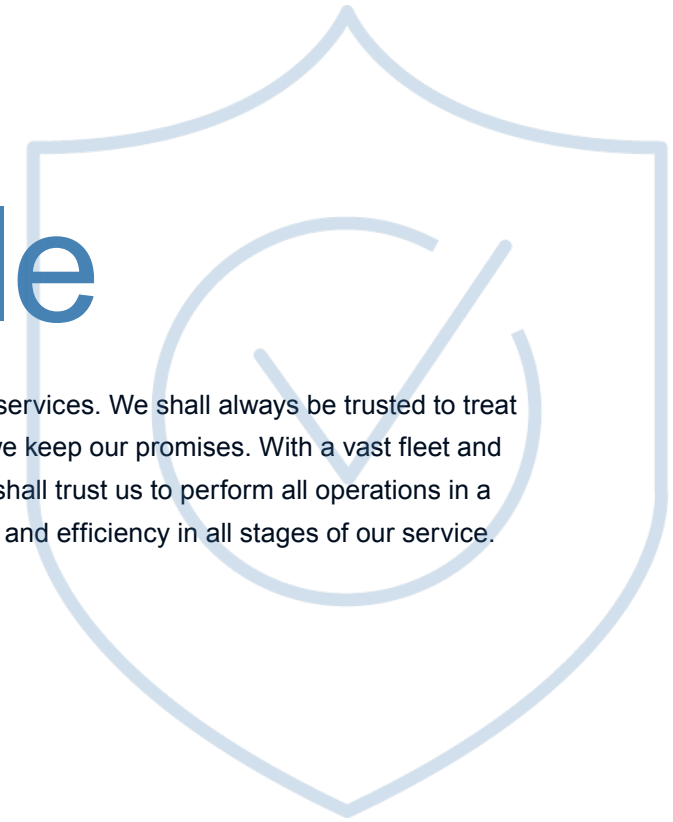 le
services. We shall always be trusted to treat
we keep our promises. With a vast fleet and
shall trust us to perform all operations in a
and efficiency in all stages of our service.